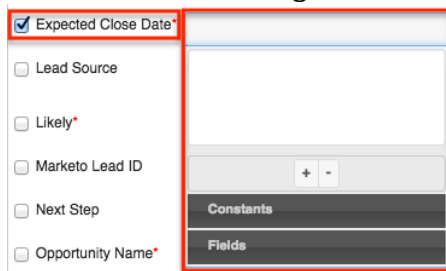 Expected Close Date*
Lead Source
Likely*
Marketo Lead ID
+ -
Next Step
Constants
Opportunity Name*
Fields